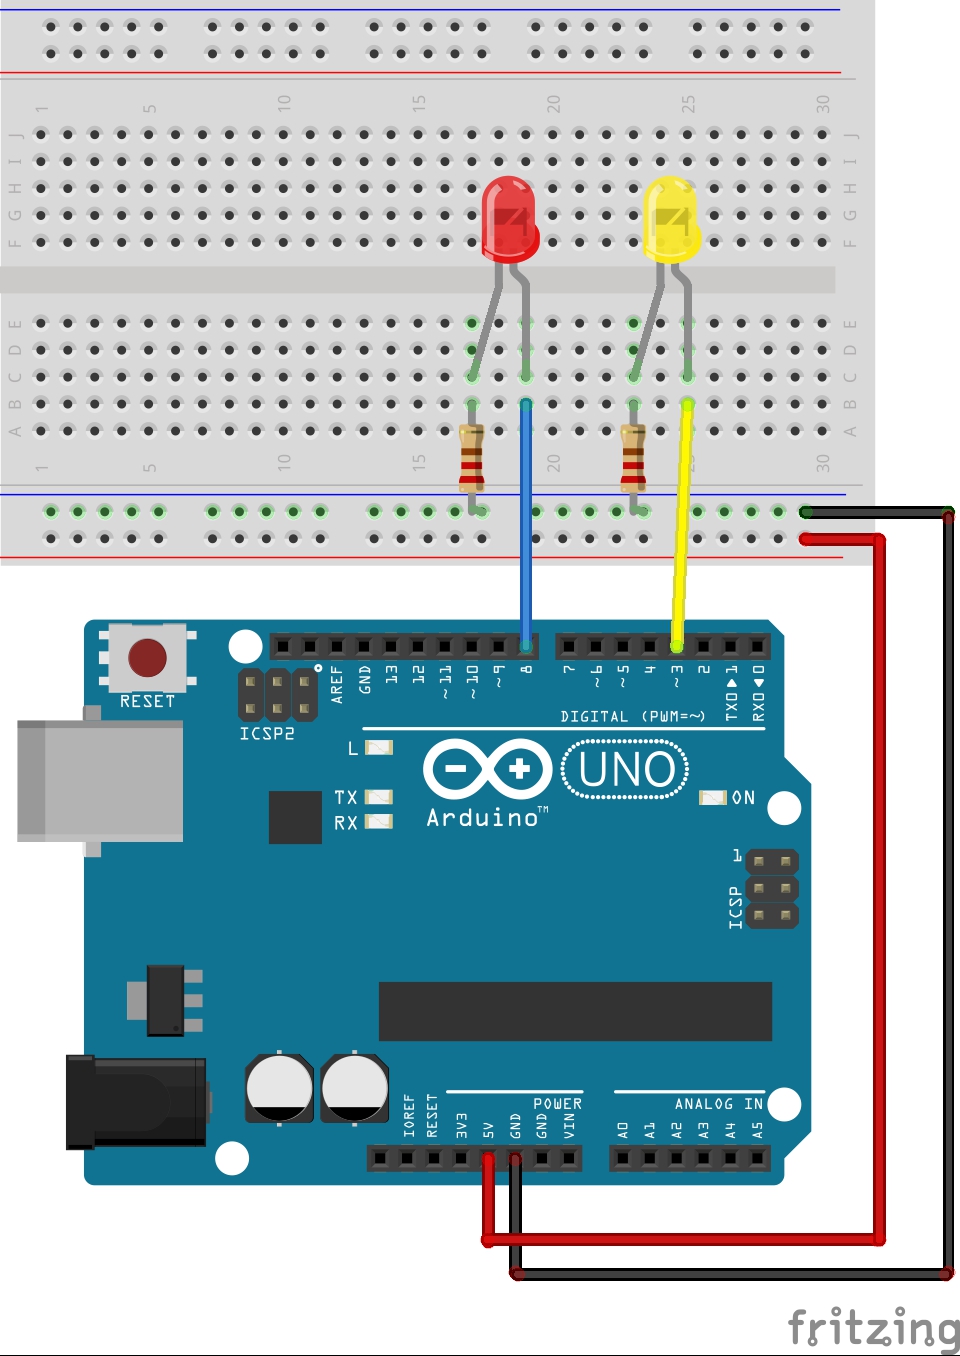 1 5 10 15 20 25 30
J J
I I
H H
G G
F F
E E
D D
C C
B B
A A
1 5 10 15 20 25 30
RESET
ICSP2
AREF GND 13 12 ~11 ~10 ~9 8 7 ~6 ~5 4 ~3 2 TX0▶1 RX0◀0
DIGITAL (PWM=~)
L
TX
RX
Arduino™
UNO
ON
1
ICSP
POWER
ANALOG IN
IOREF RESET 3V3 5V GND GND VIN A0 A1 A2 A3 A4 A5
fritzing